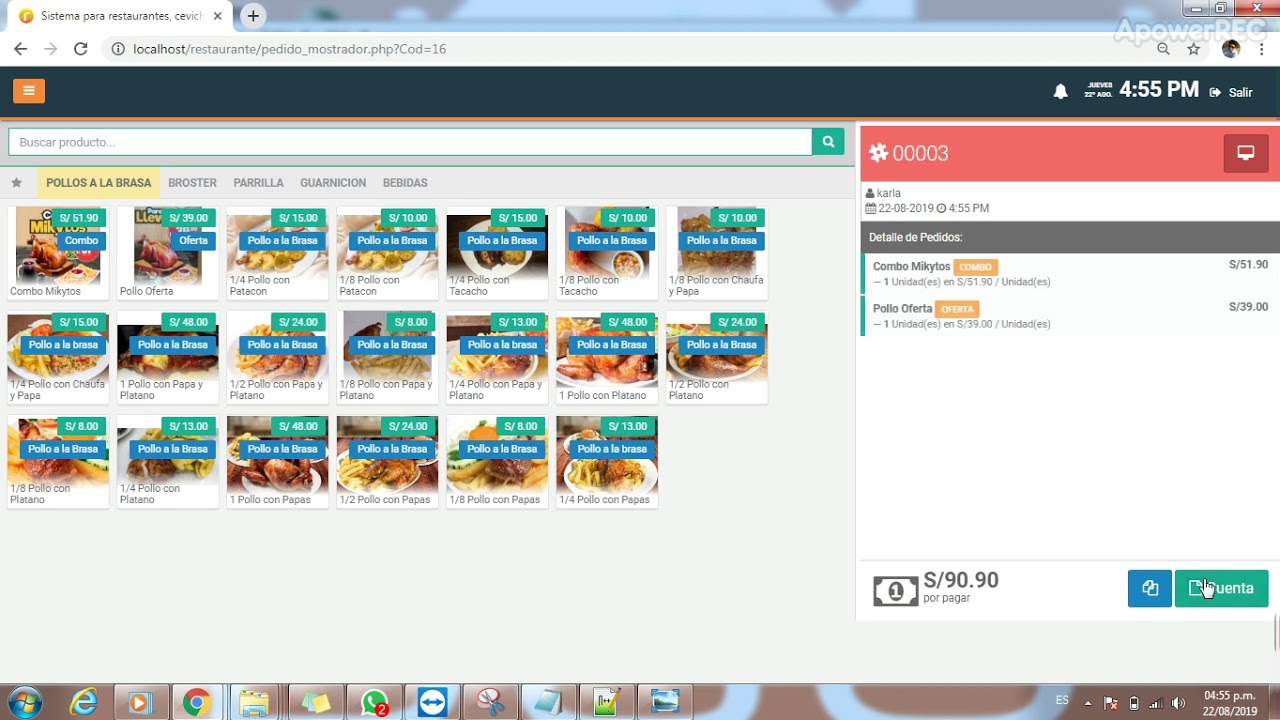 Sistema para restaurantes, cevich
ApowerREC
localhost/restaurante/pedido_mostrador.php?Cod=16
JUEVES
22º AGO.
4:55 PM
Salir
Buscar producto...
00003
karla
22-08-2019 4:55 PM
POLLOS A LA BRASA BROSTER PARRILLA GUARNICION BEBIDAS
S/ 51.90 S/ 39.00 S/ 15.00 S/ 10.00 S/ 15.00 S/ 10.00 S/ 10.00
Combo Oferta Pollo a la Brasa Pollo a la Brasa Pollo a la Brasa Pollo a la Brasa Pollo a la Brasa
Combo Mikytos
Pollo Oferta
1/4 Pollo con
Patacon
1/8 Pollo con
Patacon
1/4 Pollo con
Tacacho
1/8 Pollo con
Tacacho
1/8 Pollo con Chaufa
y Papa
S/ 15.00 S/ 48.00 S/ 24.00 S/ 8.00 S/ 13.00 S/ 48.00 S/ 24.00
Pollo a la brasa Pollo a la brasa Pollo a la Brasa Pollo a la brasa Pollo a la Brasa Pollo a la brasa Pollo a la Brasa
1/4 Pollo con Chaufa
y Papa
1 Pollo con Papa y
Platano
1/2 Pollo con Papa y
Platano
1/8 Pollo con Papa y
Platano
1/4 Pollo con Papa y
Platano
1 Pollo con Platano
1/2 Pollo con
Platano
S/ 8.00 S/ 13.00 S/ 48.00 S/ 24.00 S/ 8.00 S/ 13.00
Pollo a la Brasa Pollo a la Brasa Pollo a la Brasa Pollo a la Brasa Pollo a la Brasa Pollo a la brasa
1/8 Pollo con
Platano
1/4 Pollo con
Platano
1 Pollo con Papas
1/2 Pollo con Papas
1/8 Pollo con Papas
1/4 Pollo con Papas
Detalle de Pedidos:
Combo Mikytos COMBO S/51.90
— 1 Unidad(es) en S/51.90 / Unidad(es)
Pollo Oferta OFERTA S/39.00
— 1 Unidad(es) en S/39.00 / Unidad(es)
S/90.90
por pagar
uenta
2
ES
04:55 p.m.
22/08/2019